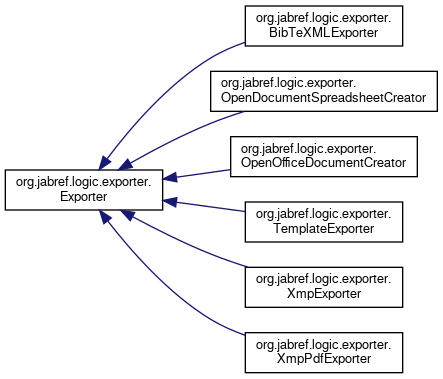 org.jabref.logic.exporter.
BibTeXMLExporter
org.jabref.logic.exporter.
OpenDocumentSpreadsheetCreator
org.jabref.logic.exporter.
OpenOfficeDocumentCreator
org.jabref.logic.exporter.
Exporter
org.jabref.logic.exporter.
TemplateExporter
org.jabref.logic.exporter.
XmpExporter
org.jabref.logic.exporter.
XmpPdfExporter